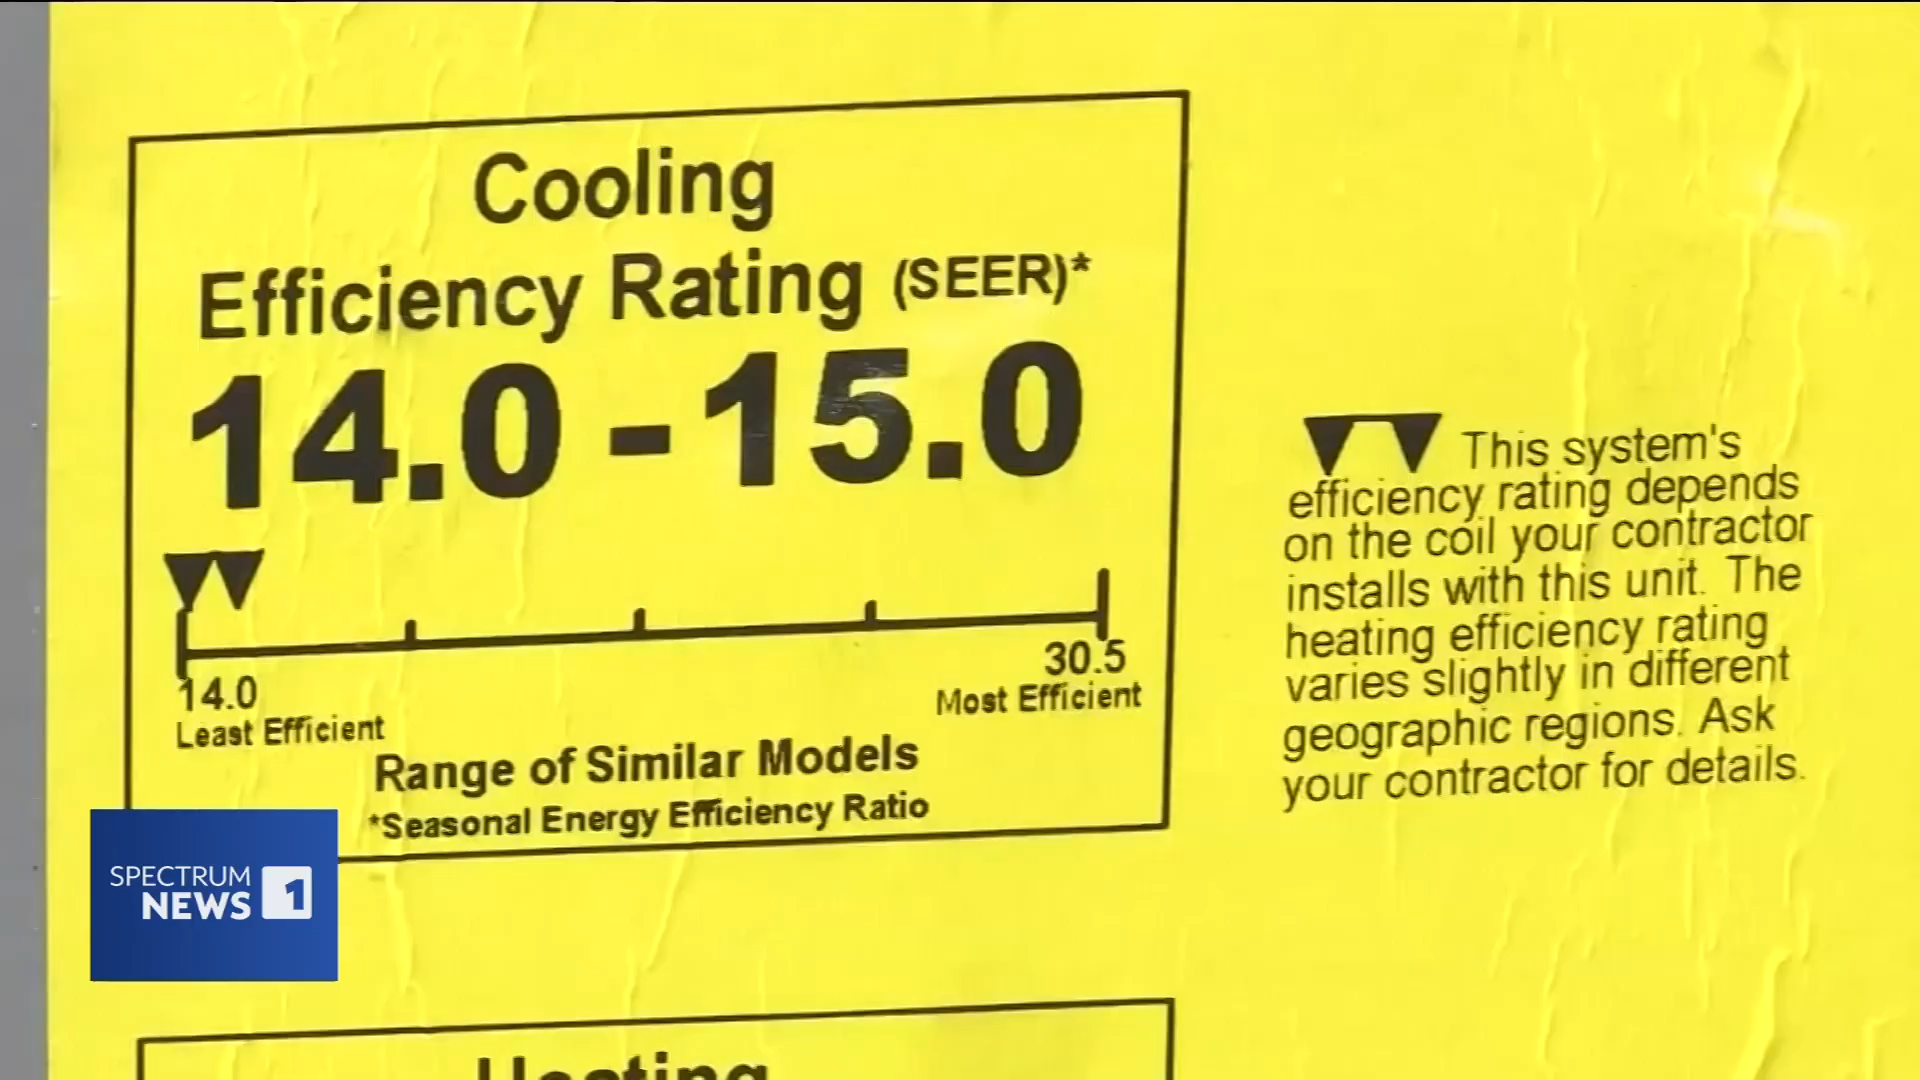 Cooling
Efficiency Rating (SEER)*
14.0 - 15.0
14.0
Least Efficient
30.5
Most Efficient
Range of Similar Models
*Seasonal Energy Efficiency Ratio
This system's
efficiency rating depends
on the coil your contractor
installs with this unit. The
heating efficiency rating
varies slightly in different
geographic regions. Ask
your contractor for details.
SPECTRUM
NEWS 1
Heating